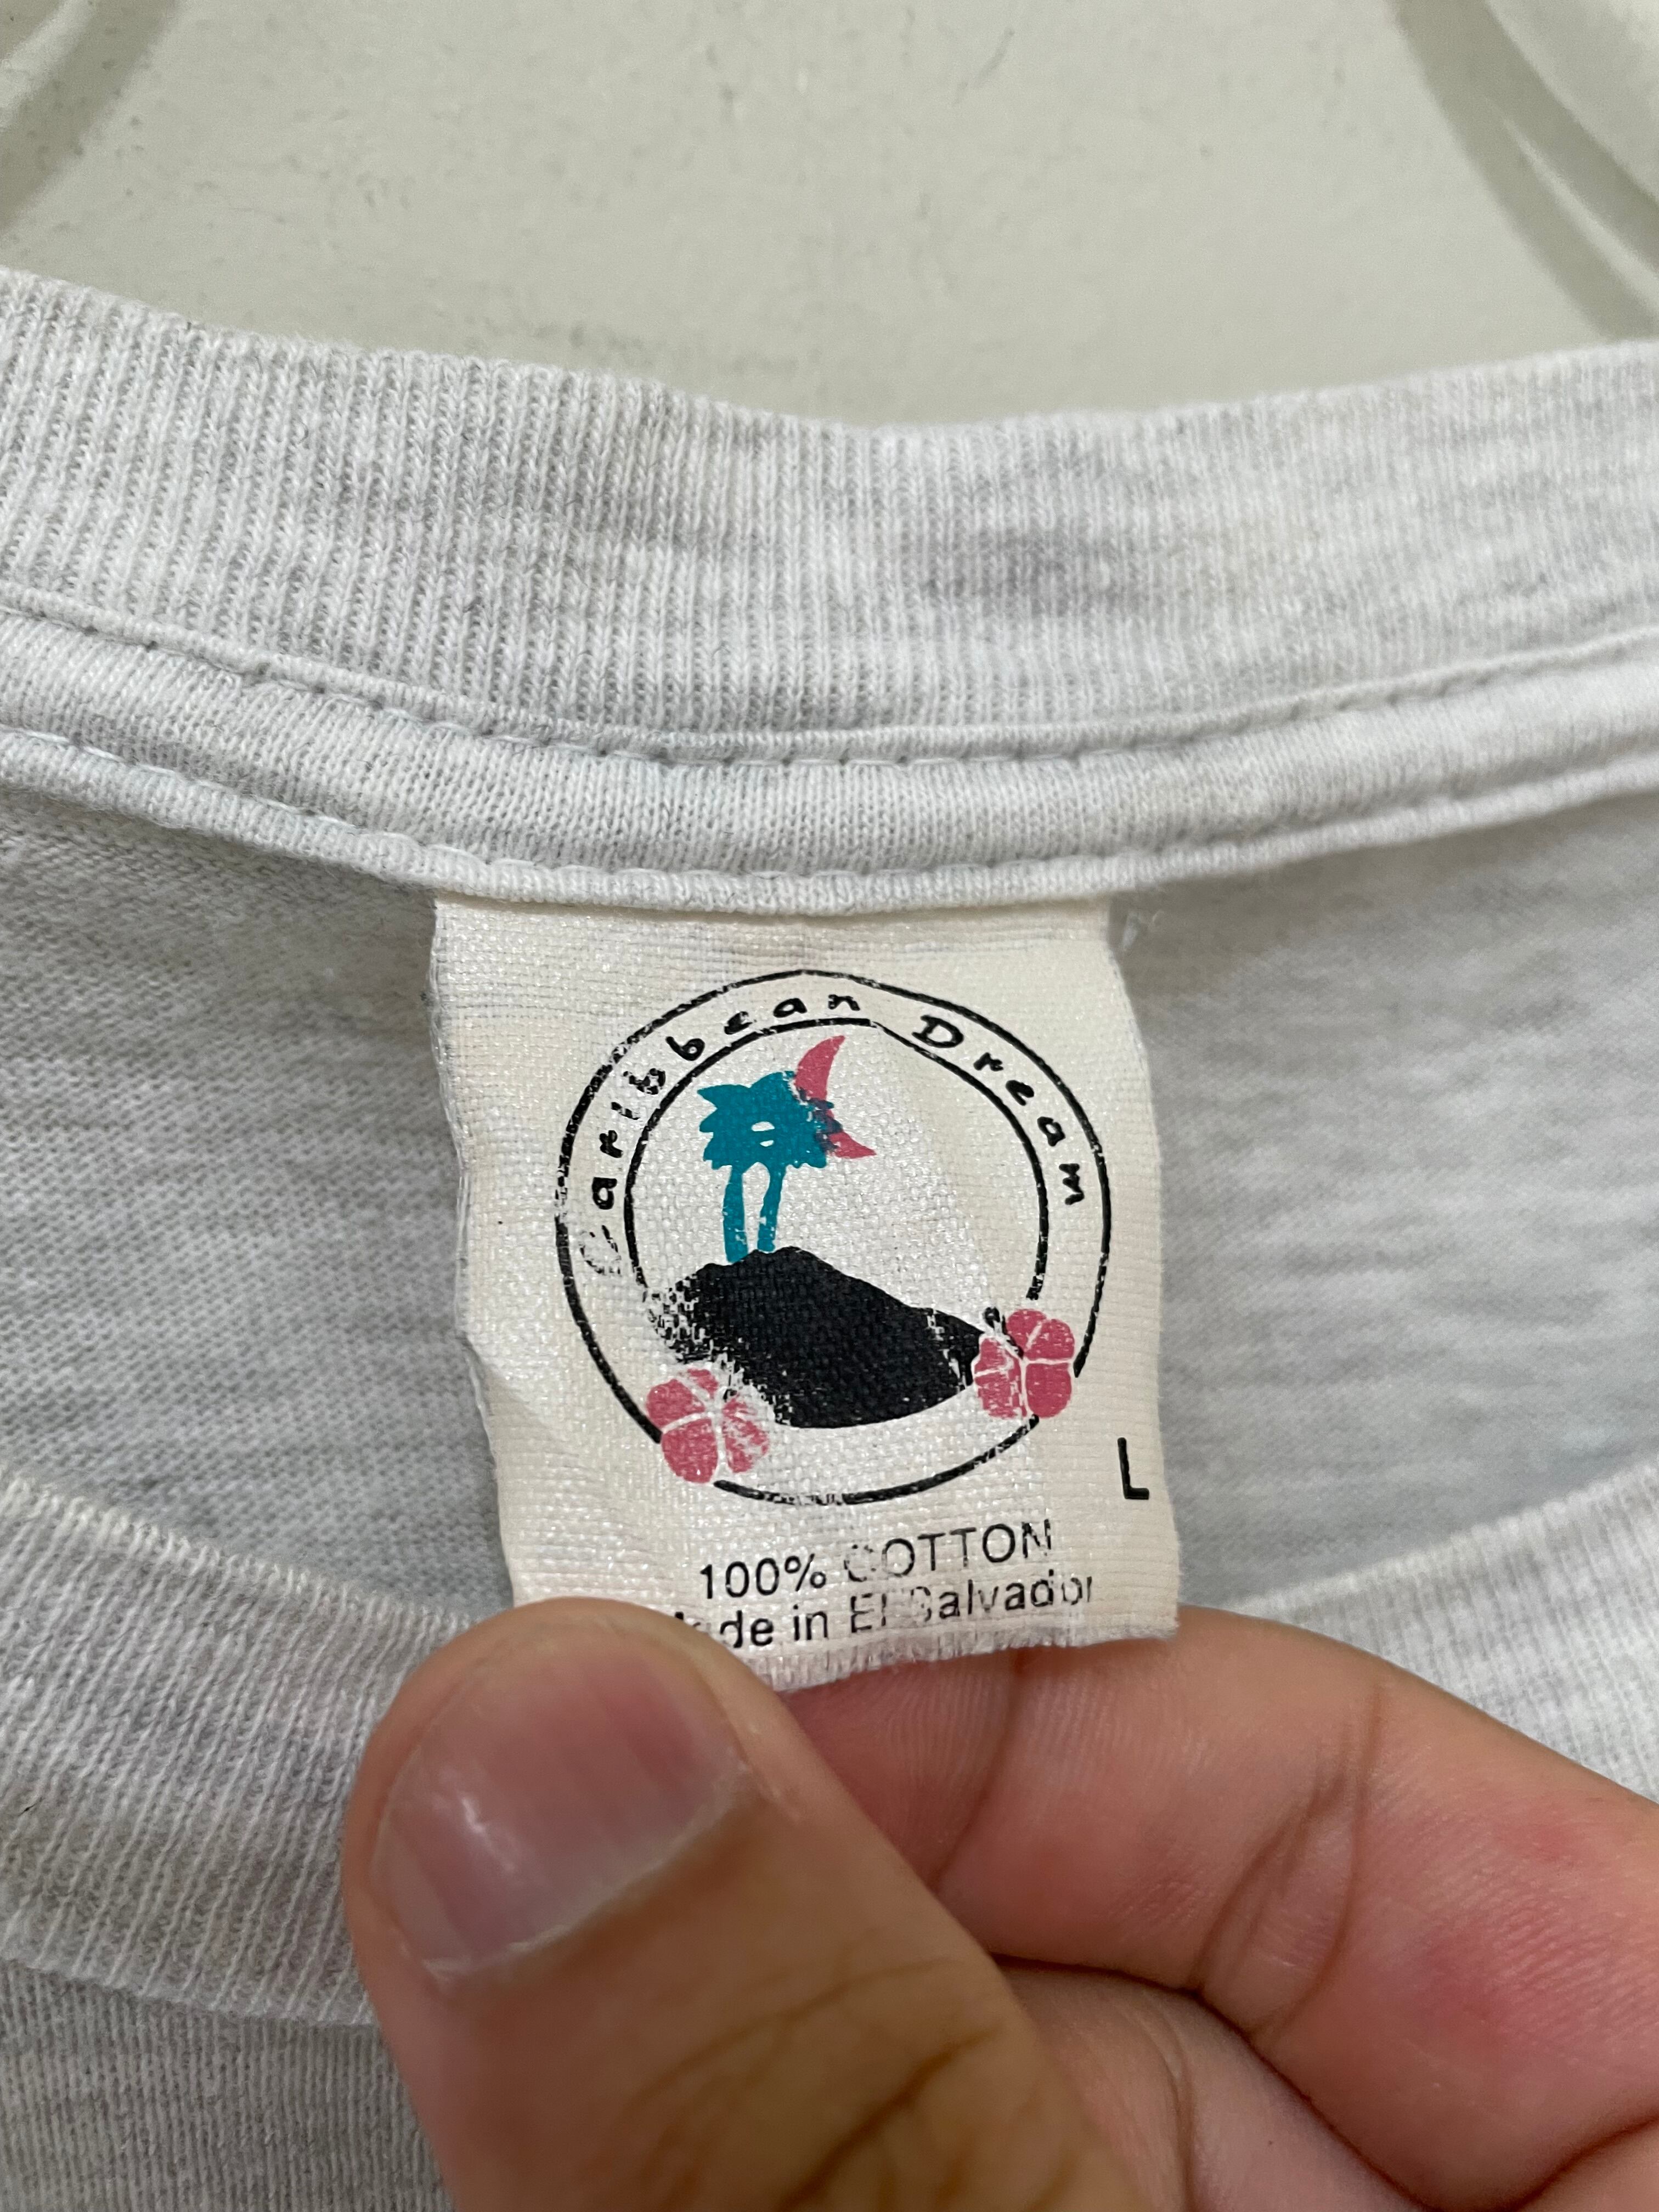 Caribbean Dream
L
100% COTTON
ade in El Salvador